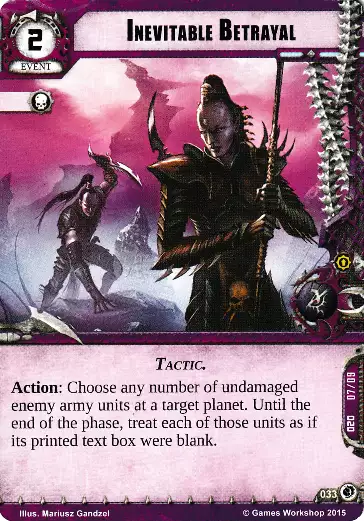 2
INEVITABLE BETRAYAL
EVENT
TACTIC.
Action: Choose any number of undamaged
enemy army units at a target planet. Until
the end of the phase, treat each of those units as if
its printed text box were blank.
020 07/09
033
Illus. Mariusz Gandzel
© Games Workshop 2015